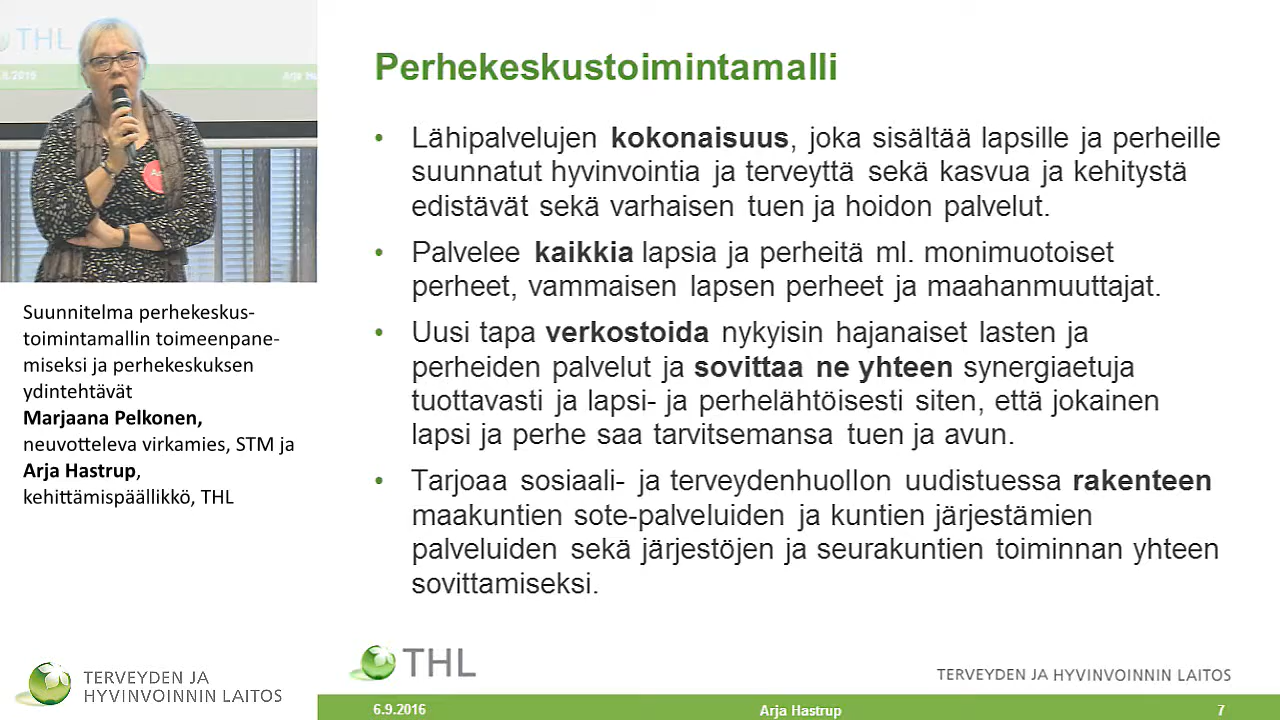 THL
.8.2016
Arja Hu
Suunnitelma perhekeskus-
toimintamallin toimeenpane-
miseksi ja perhekeskuksen
ydintehtävät
Marjaana Pelkonen,
neuvotteleva virkamies, STM ja
Arja Hastrup,
kehittämispäällikkö, THL
TERVEYDEN JA
HYVINVOINNIN LAITOS
Perhekeskustoimintamalli
• Lähipalvelujen kokonaisuus, joka sisältää lapsille ja perheille
suunnatut hyvinvointia ja terveyttä sekä kasvua ja kehitystä
edistävät sekä varhaisen tuen ja hoidon palvelut.
• Palvelee kaikkia lapsia ja perheitä ml. monimuotoiset
perheet, vammaisen lapsen perheet ja maahanmuuttajat.
• Uusi tapa verkostoida nykyisin hajanaiset lasten ja
perheiden palvelut ja sovittaa ne yhteen synergiaetuja
tuottavasti ja lapsi- ja perhelähtöisesti siten, että jokainen
lapsi ja perhe saa tarvitsemansa tuen ja avun.
• Tarjoaa sosiaali- ja terveydenhuollon uudistuessa rakenteen
maakuntien sote-palveluiden ja kuntien järjestämien
palveluiden sekä järjestöjen ja seurakuntien toiminnan yhteen
sovittamiseksi.
THL
TERVEYDEN JA HYVINVOINNIN LAITOS
6.9.2016
Arja Hastrup
7